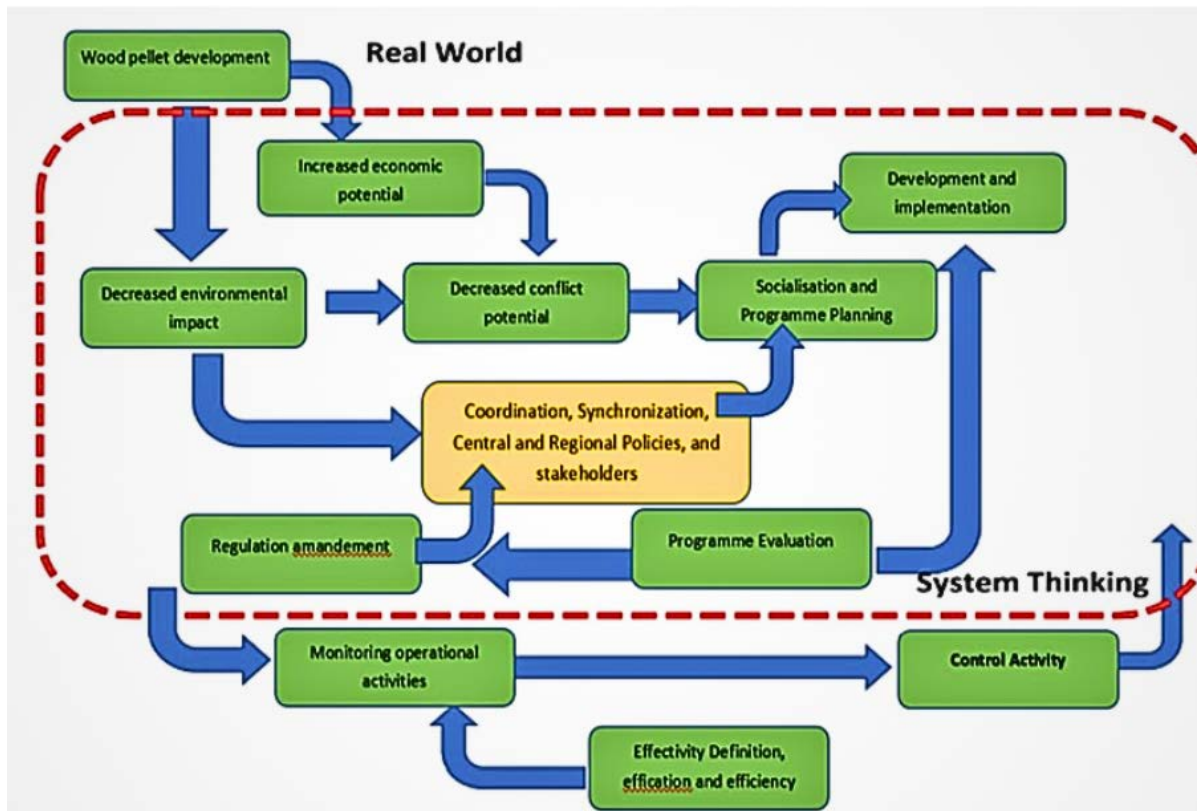 Wood pellet development
Real World
Increased economic
potential
Development and
implementation
Decreased environmental
impact
Decreased conflict
potential
Socialisation and
Programme Planning
Coordination, Synchronization,
Central and Regional Policies, and
stakeholders
Regulation amandement
Programme Evaluation
System Thinking
Monitoring operational
activities
Control Activity
Effectivity Definition,
effication and efficiency